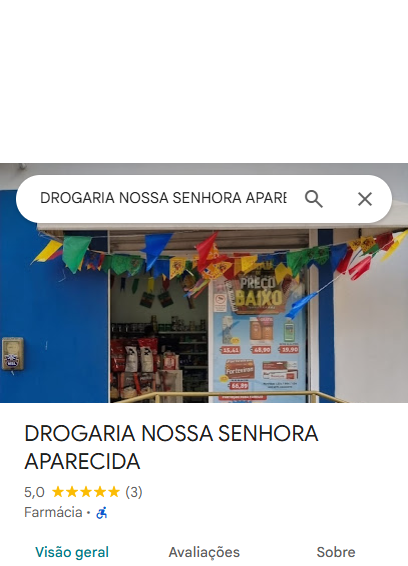 DROGARIA NOSSA SENHORA APARE
PREÇO
BAIXO
DROGARIA NOSSA SENHORA
APARECIDA
5,0 (3)
Farmácia ·
Visão geral Avaliações Sobre